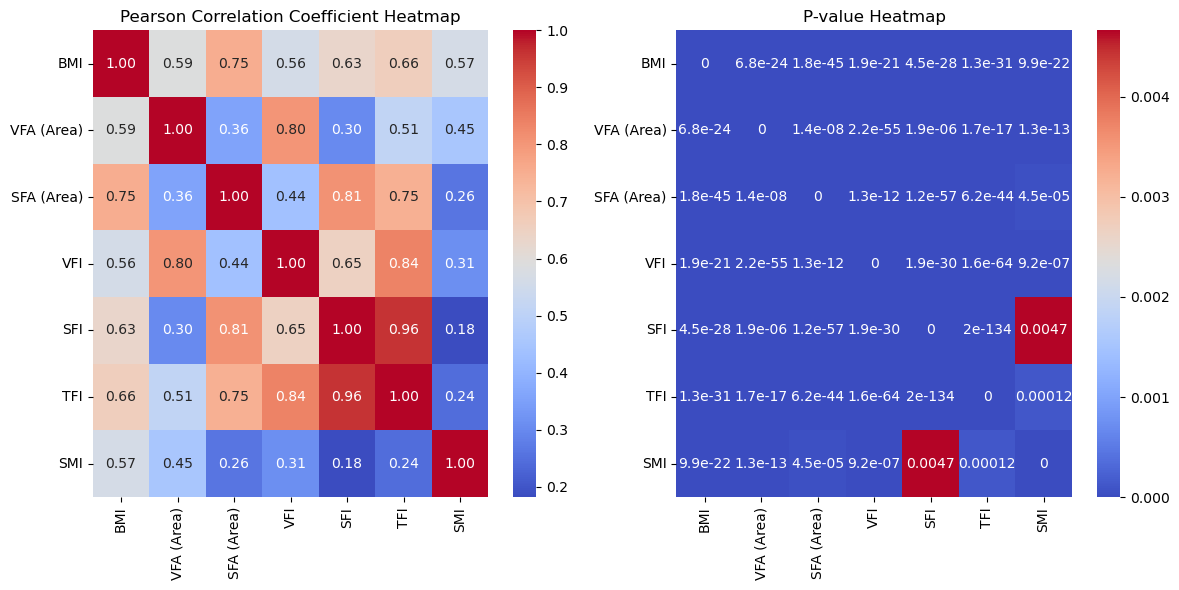 Pearson Correlation Coefficient Heatmap
BMI 1.00 0.59 0.75 0.56 0.63 0.66 0.57
VFA (Area) 0.59 1.00 0.36 0.80 0.30 0.51 0.45
SFA (Area) 0.75 0.36 1.00 0.44 0.81 0.75 0.26
VFI 0.56 0.80 0.44 1.00 0.65 0.84 0.31
SFI 0.63 0.30 0.81 0.65 1.00 0.96 0.18
TFI 0.66 0.51 0.75 0.84 0.96 1.00 0.24
SMI 0.57 0.45 0.26 0.31 0.18 0.24 1.00
BMI VFA (Area) SFA (Area) VFI SFI TFI SMI
1.0
0.9
0.8
0.7
0.6
0.5
0.4
0.3
0.2
P-value Heatmap
BMI 0 6.8e-24 1.8e-45 1.9e-21 4.5e-28 1.3e-31 9.9e-22
VFA (Area) 6.8e-24 0 1.4e-08 2.2e-55 1.9e-06 1.7e-17 1.3e-13
SFA (Area) 1.8e-45 1.4e-08 0 1.3e-12 1.2e-57 6.2e-44 4.5e-05
VFI 1.9e-21 2.2e-55 1.3e-12 0 1.9e-30 1.6e-64 9.2e-07
SFI 4.5e-28 1.9e-06 1.2e-57 1.9e-30 0 2e-134 0.0047
TFI 1.3e-31 1.7e-17 6.2e-44 1.6e-64 2e-134 0 0.00012
SMI 9.9e-22 1.3e-13 4.5e-05 9.2e-07 0.0047 0.00012 0
BMI VFA (Area) SFA (Area) VFI SFI TFI SMI
0.004
0.003
0.002
0.001
0.000